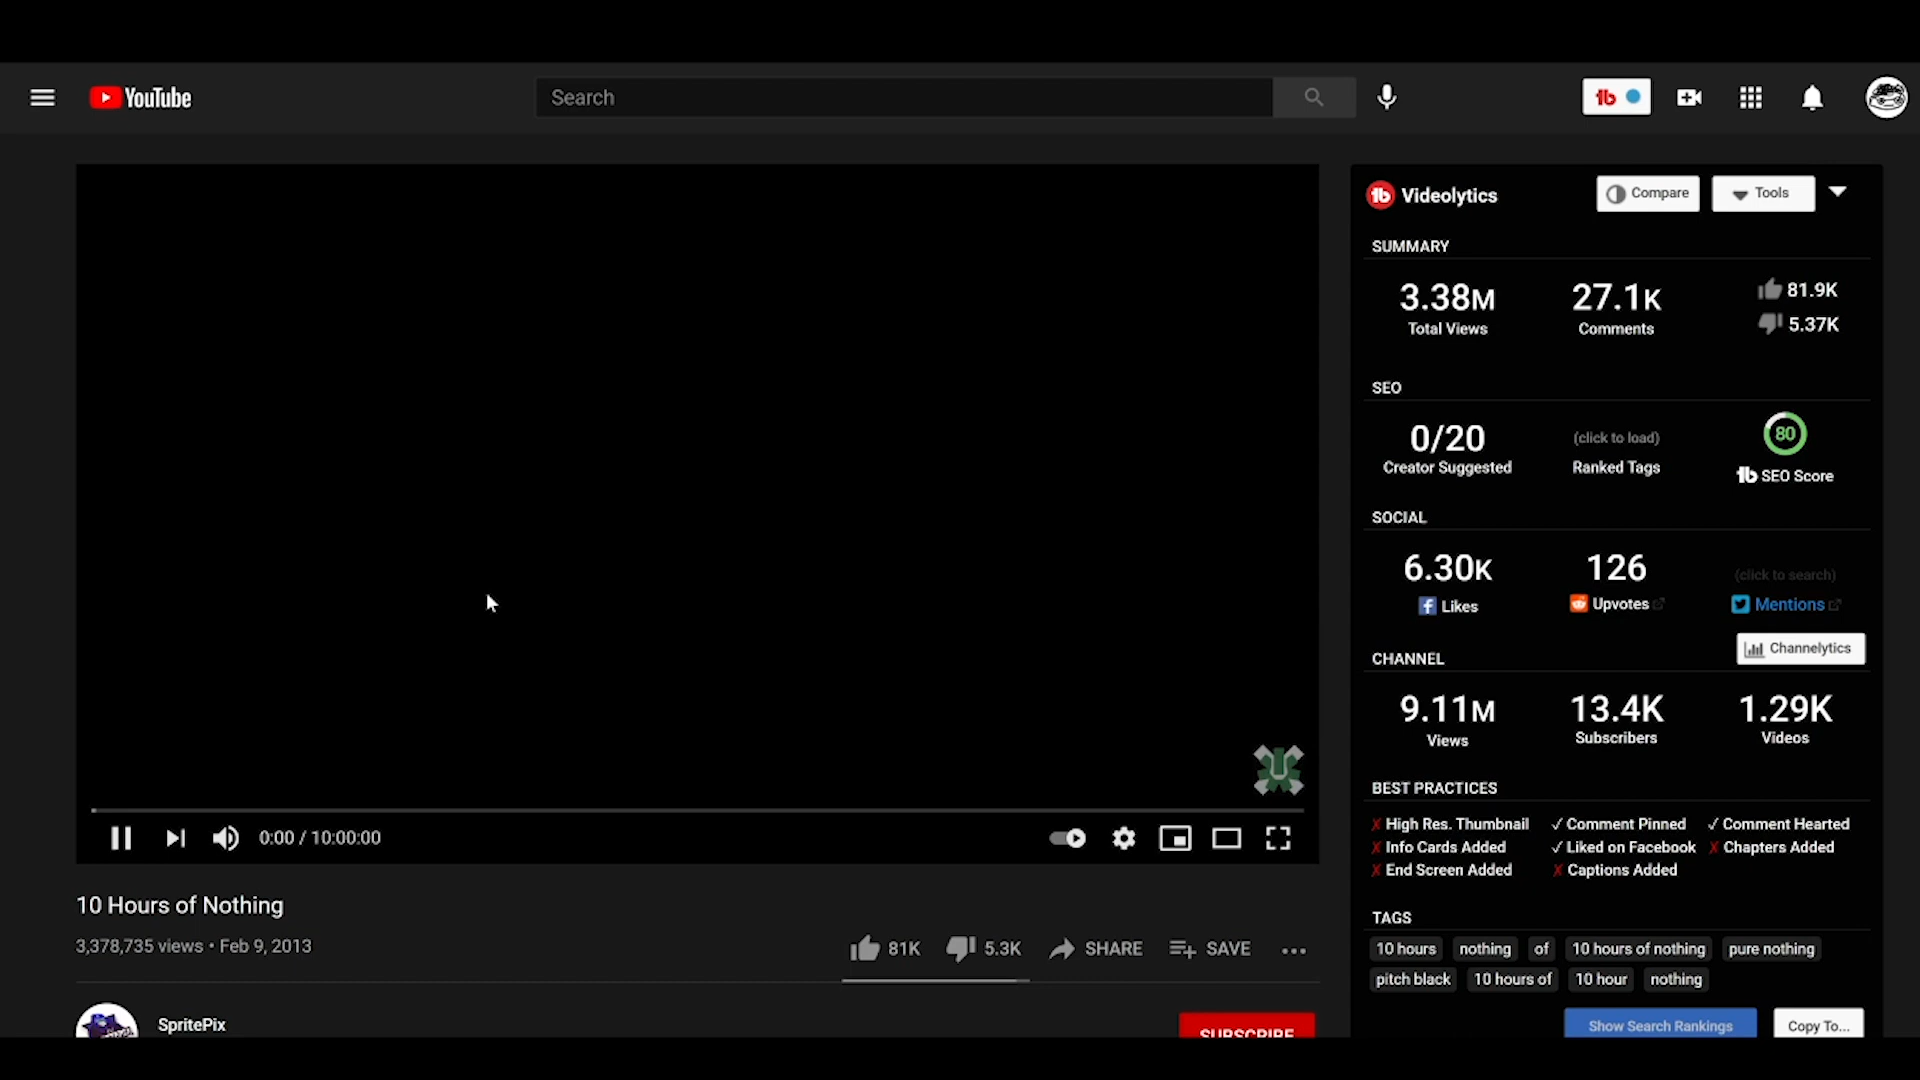 YouTube
Search
Videolytics
Compare
Tools
SUMMARY
3.38M
27.1K
81.9K
Total Views
Comments
5.37K
SEO
0/20
(click to load)
80
Creator Suggested
Ranked Tags
SEO Score
SOCIAL
6.30K
126
(click to search)
Likes
Upvotes
Mentions
CHANNEL
Channelytics
9.11M
13.4K
1.29K
Views
Subscribers
Videos
BEST PRACTICES
✗ High Res. Thumbnail ✓ Comment Pinned ✓ Comment Hearted
✗ Info Cards Added ✓ Liked on Facebook ✗ Chapters Added
✗ End Screen Added ✗ Captions Added
TAGS
10 hours nothing of 10 hours of nothing pure nothing
pitch black 10 hours of 10 hour nothing
Show Search Rankings
Copy To...
0:00 / 10:00:00
10 Hours of Nothing
3,378,735 views • Feb 9, 2013
81K 5.3K SHARE SAVE
SpritePix
SUBSCRIBE